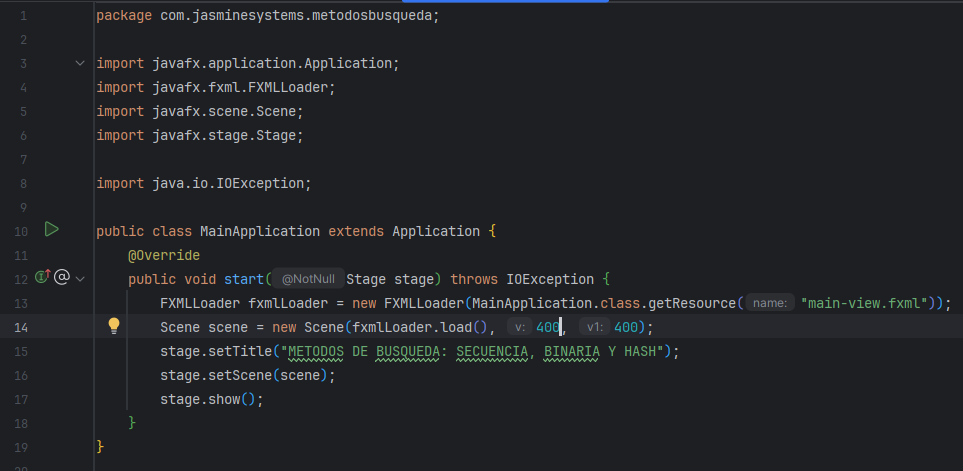 1 package com.jasminesystems.metodosbusqueda;
2
3 import javafx.application.Application;
4 import javafx.fxml.FXMLLoader;
5 import javafx.scene.Scene;
6 import javafx.stage.Stage;
7
8 import java.io.IOException;
9
10 public class MainApplication extends Application {
11 @Override
12 @ public void start( @NotNull Stage stage) throws IOException {
13 FXMLLoader fxmlLoader = new FXMLLoader(MainApplication.class.getResource( name: "main-view.fxml"));
14 Scene scene = new Scene(fxmlLoader.load(), v: 400, v1: 400);
15 stage.setTitle("METODOS DE BUSQUEDA: SECUENCIA, BINARIA Y HASH");
16 stage.setScene(scene);
17 stage.show();
18 }
19 }
20